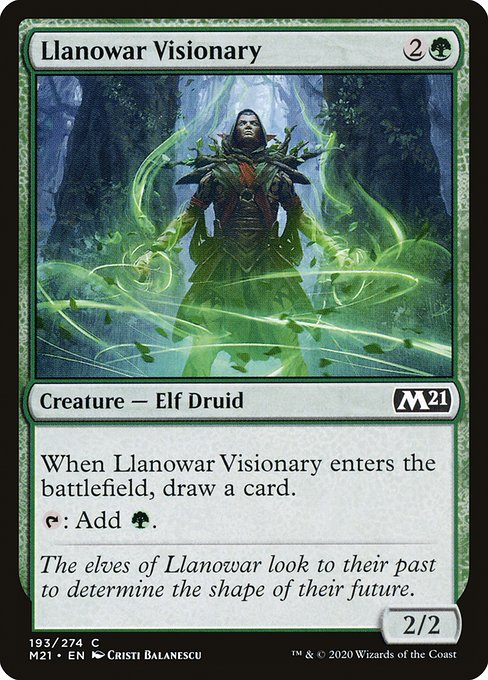 Llanowar Visionary 2
Creature — Elf Druid M21
When Llanowar Visionary enters the
battlefield, draw a card.
: Add .
The elves of Llanowar look to their past
to determine the shape of their future.
2/2
193/274 C
M21 • EN Cristi Balanescu ™ & © 2020 Wizards of the Coast